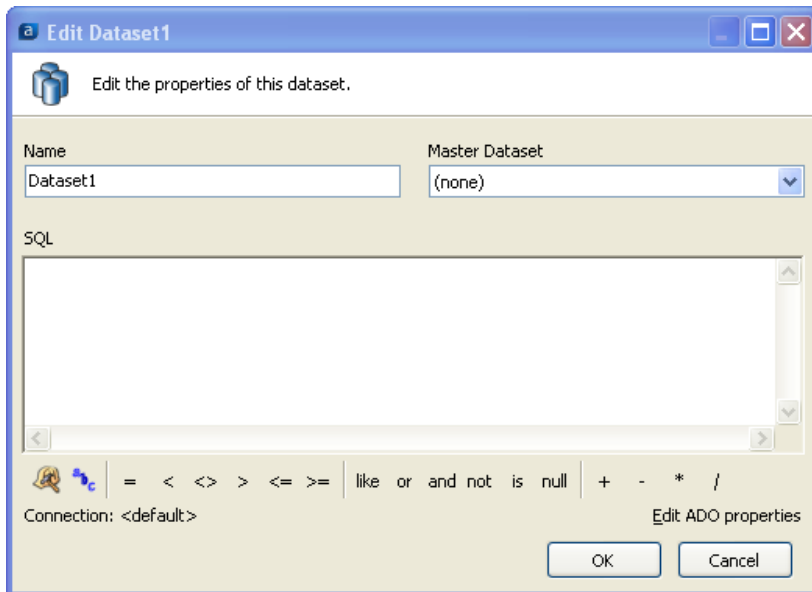 a Edit Dataset1
Edit the properties of this dataset.
Name Master Dataset
Dataset1 (none)
SQL
a b c = < <> > <= >= like or and not is null + - * /
Connection: <default> Edit ADO properties
OK Cancel